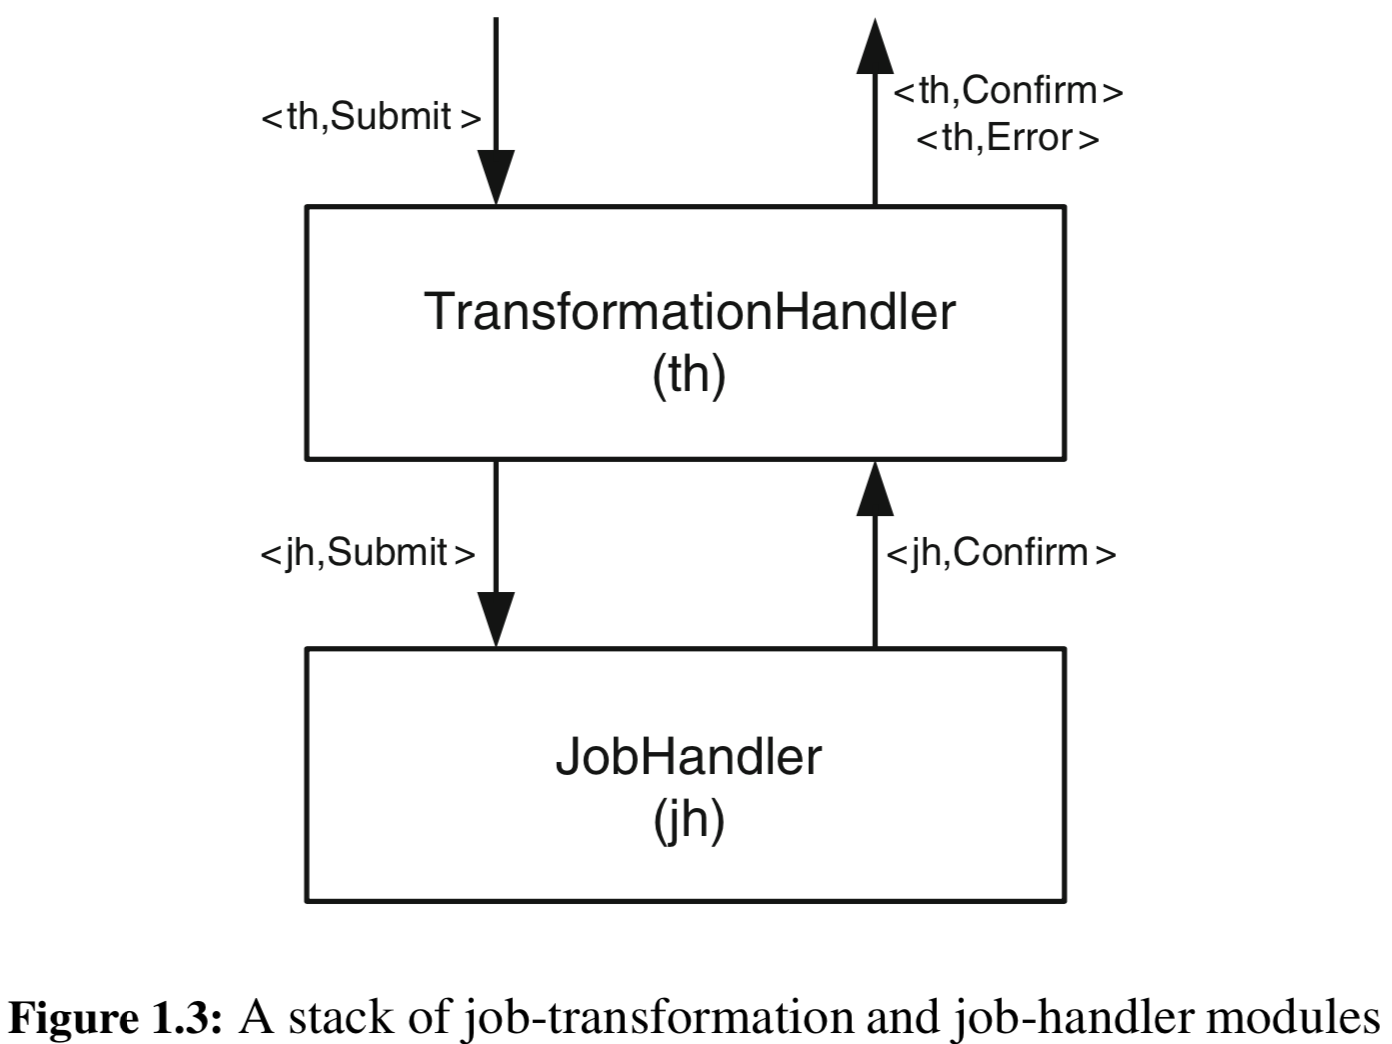 <th,Submit >
<th,Confirm>
<th,Error>
TransformationHandler
(th)
<jh,Submit>
<jh,Confirm>
JobHandler
(jh)
Figure 1.3: A stack of job-transformation and job-handler modules